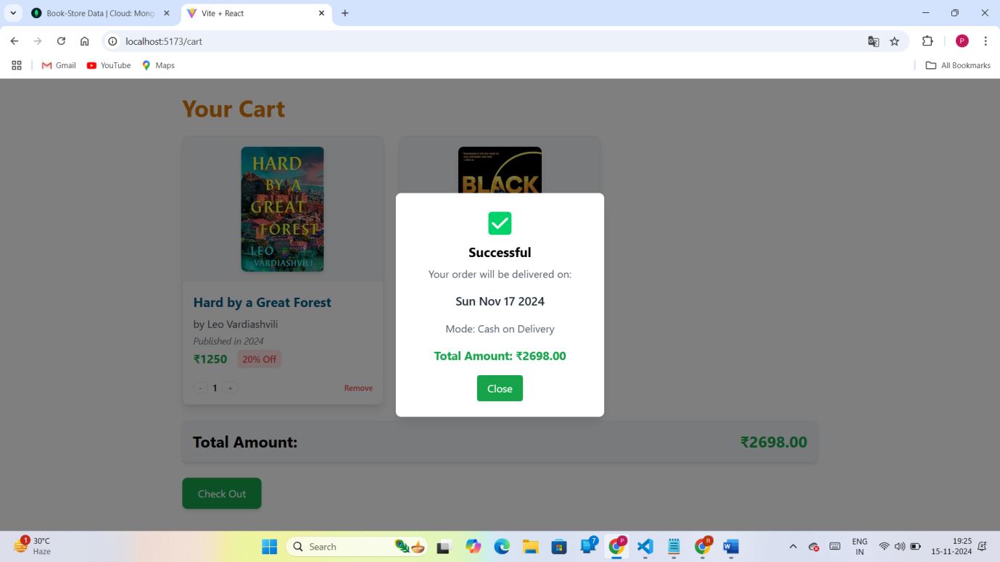 Book-Store Data | Cloud: Mong
Vite + React
localhost:5173/cart
P
Gmail
YouTube
Maps
All Bookmarks
Your Cart
HARD
BY A
GREAT
FOREST
LEO
VARDIASHVILI
BLACK
Hard by a Great Forest
by Leo Vardiashvili
Published in 2024
₹1250
20% Off
- 1 +
Remove
Successful
Your order will be delivered on:
Sun Nov 17 2024
Mode: Cash on Delivery
Total Amount: ₹2698.00
Close
Total Amount:
₹2698.00
Check Out
1
30°C
Haze
Search
7
P
R
ENG
IN
19:25
15-11-2024